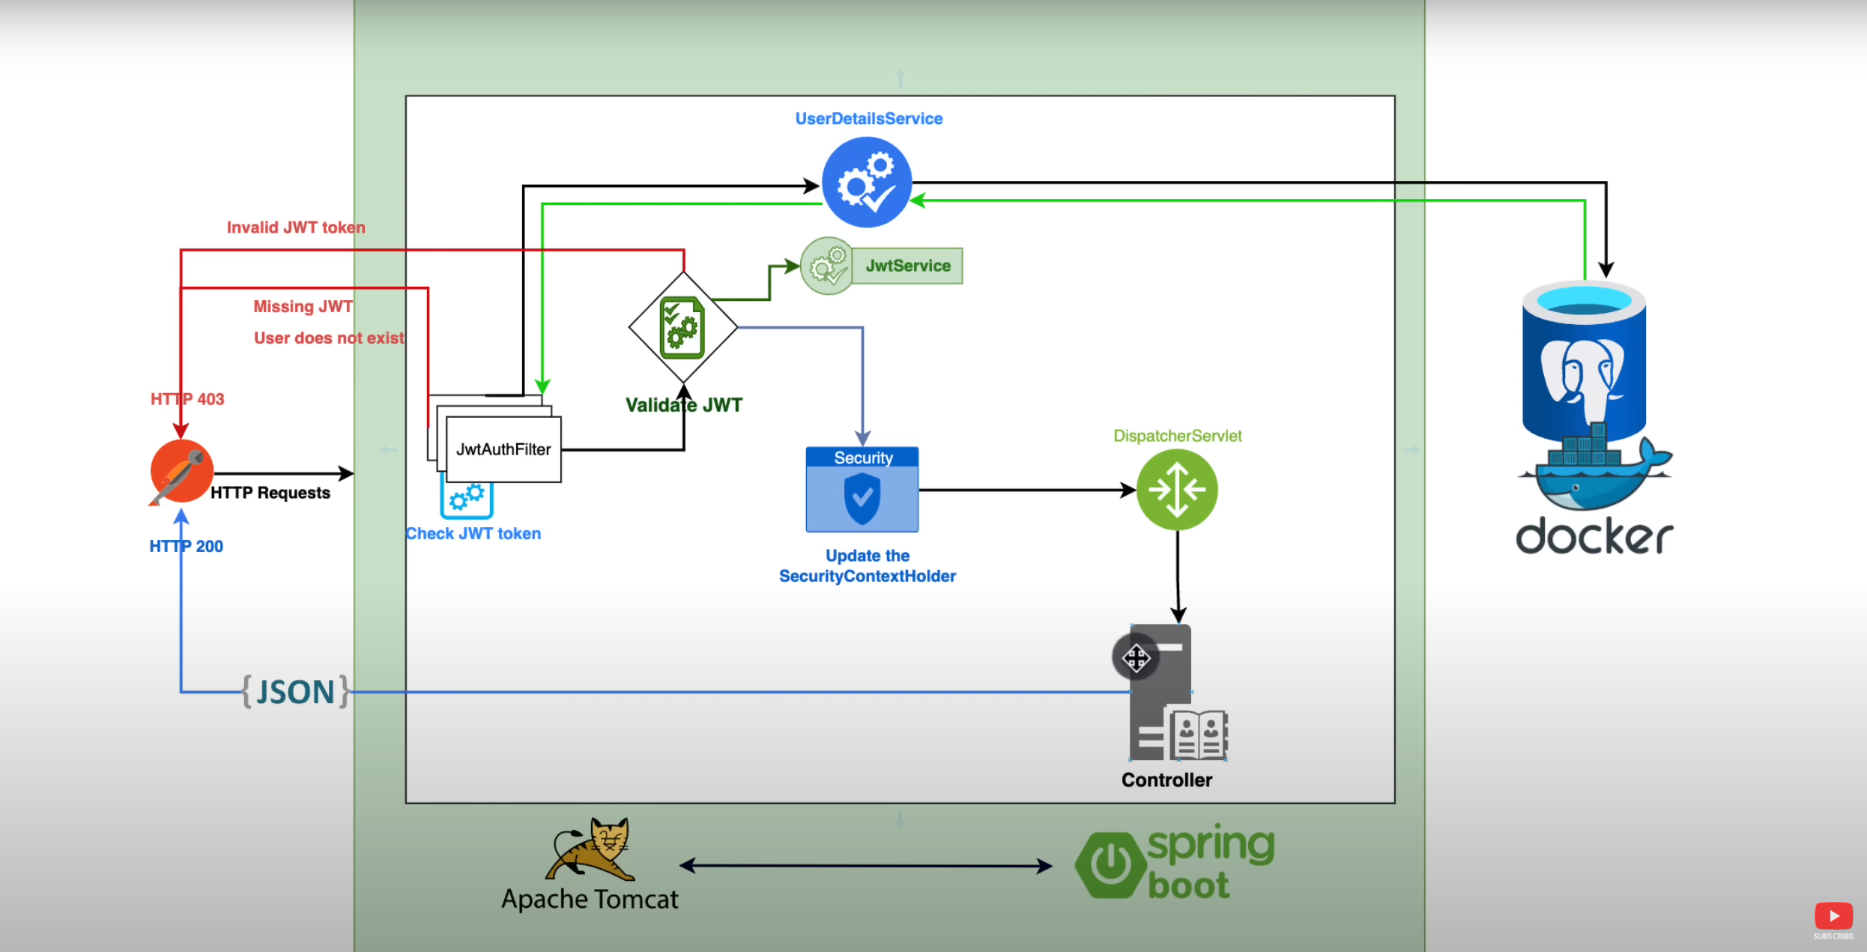 UserDetailsService
Invalid JWT token
JwtService
Missing JWT
User does not exist
HTTP 403
Validate JWT
JwtAuthFilter
DispatcherServlet
Security
HTTP Requests
Check JWT token
HTTP 200
Update the
SecurityContextHolder
docker
{JSON}
Controller
Apache Tomcat
spring
boot
SUBSCRIBE